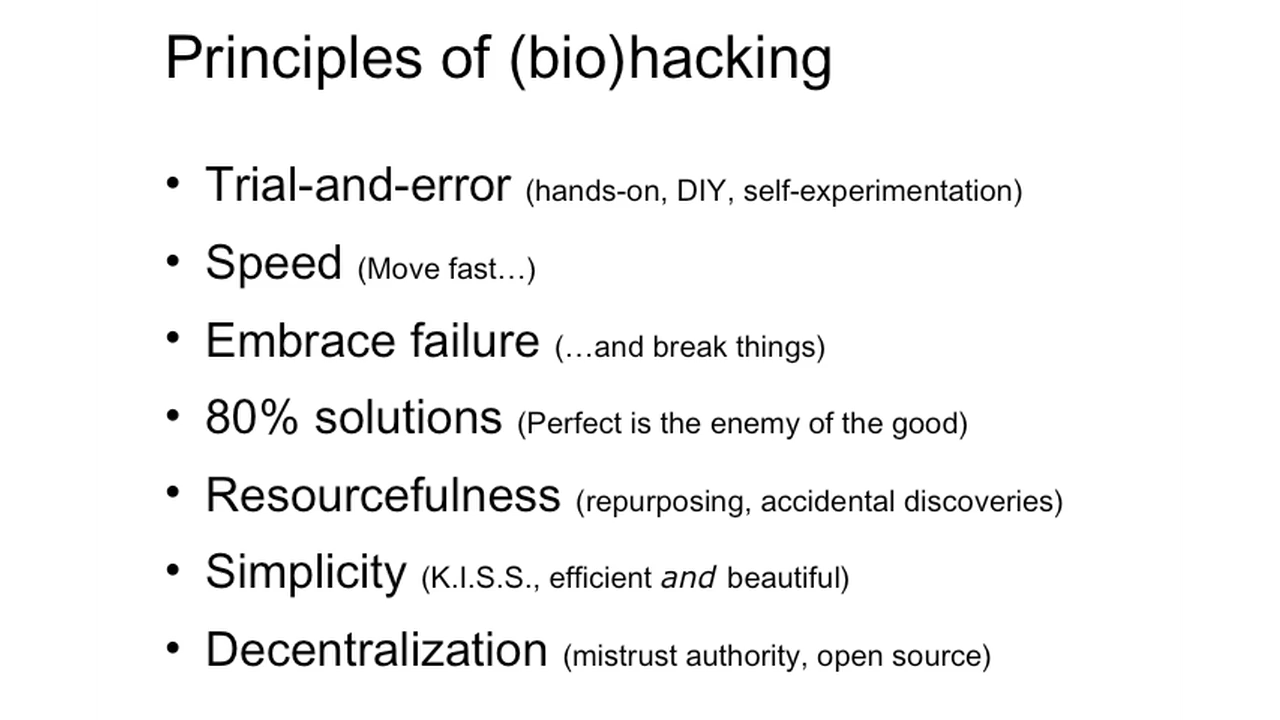 Principles of (bio)hacking
• Trial-and-error (hands-on, DIY, self-experimentation)
• Speed (Move fast…)
• Embrace failure (…and break things)
• 80% solutions (Perfect is the enemy of the good)
• Resourcefulness (repurposing, accidental discoveries)
• Simplicity (K.I.S.S., efficient and beautiful)
• Decentralization (mistrust authority, open source)